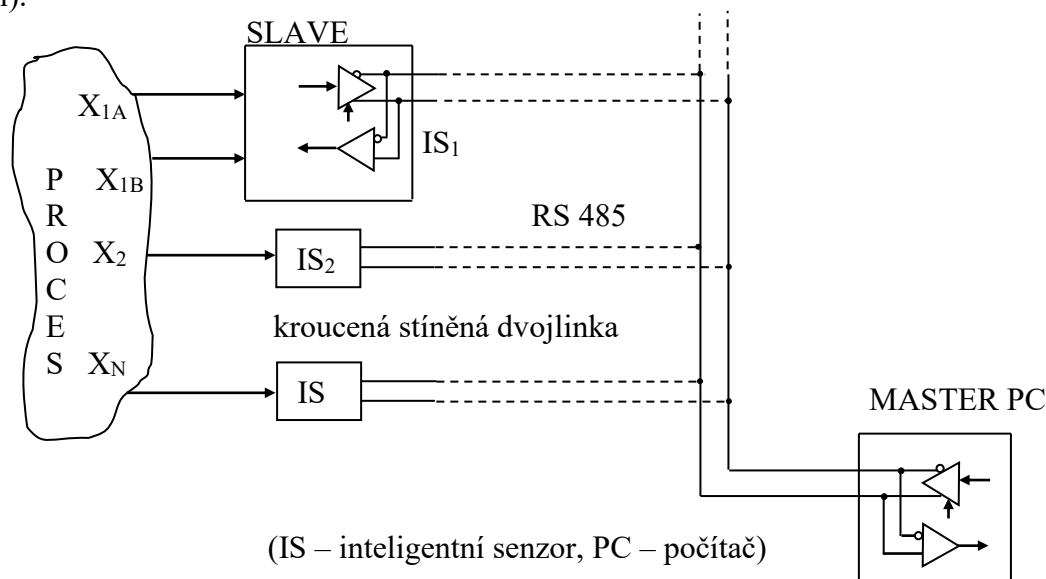 ):
SLAVE
X1A
IS1
P X1B
R
O X2
C
E
S XN
RS 485
IS2
kroucená stíněná dvojlinka
IS
MASTER PC
(IS – inteligentní senzor, PC – počítač)